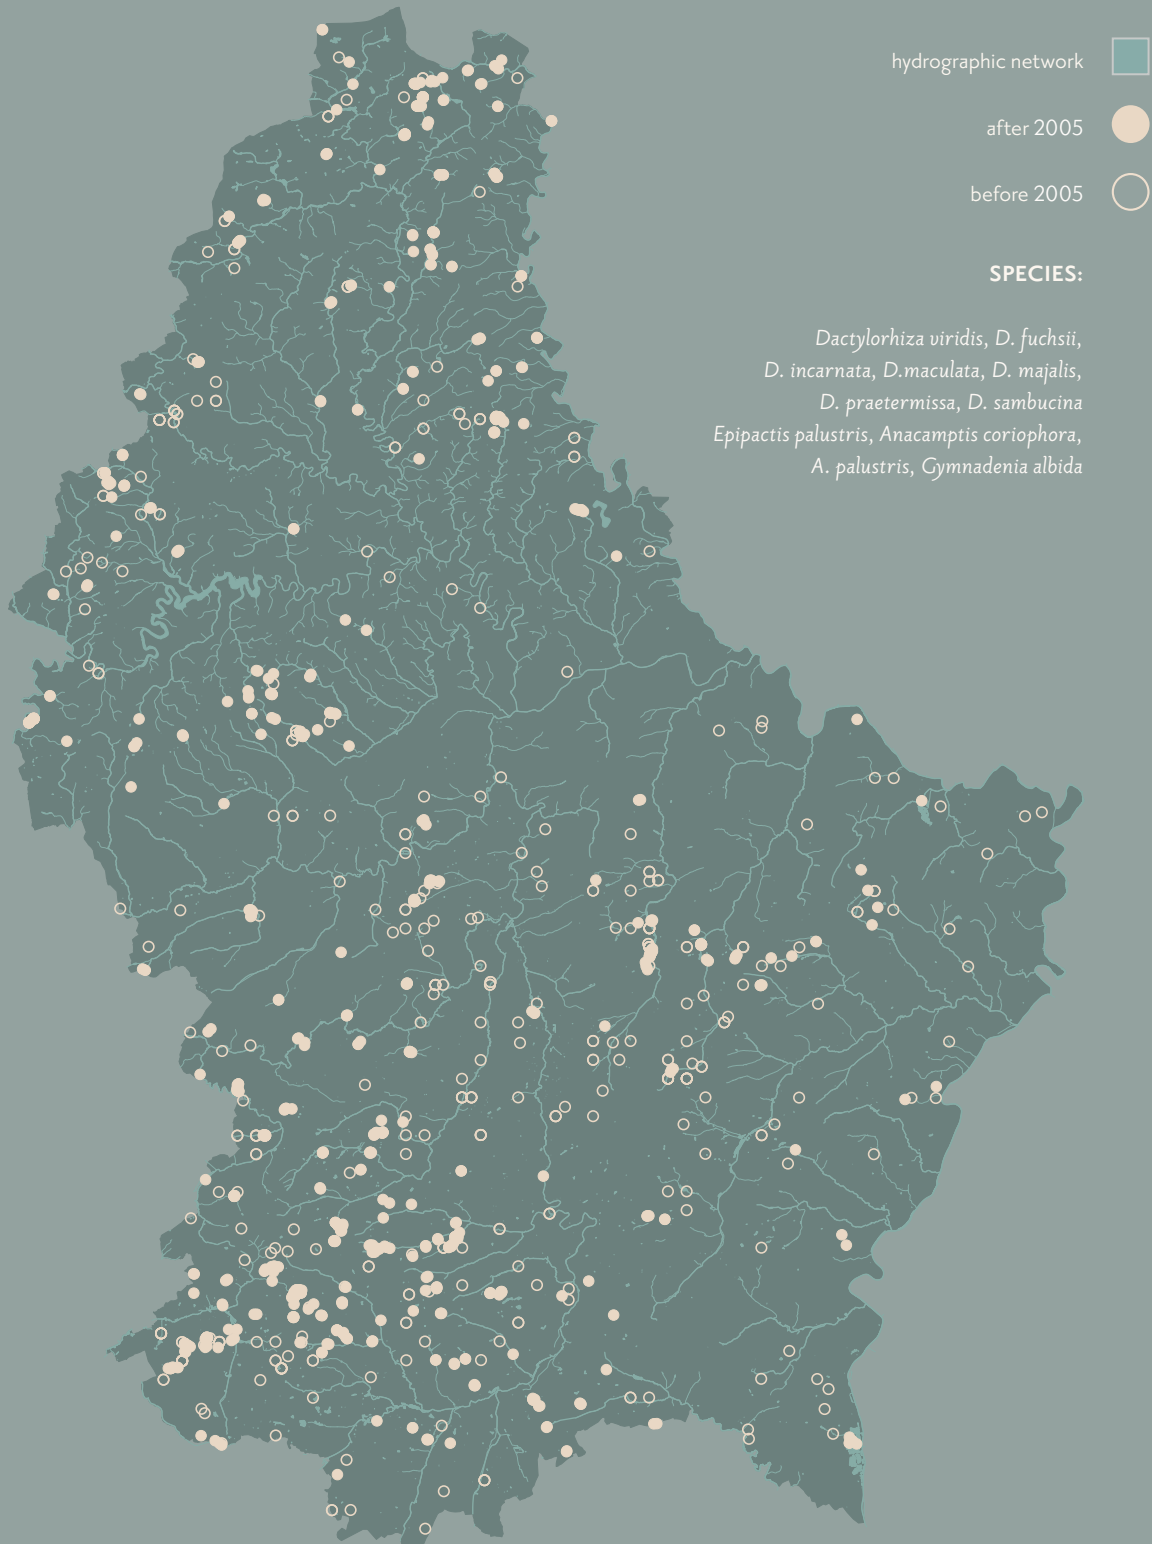 hydrographic network
after 2005
before 2005
SPECIES:
Dactylorhiza viridis, D. fuchsii,
D. incarnata, D.maculata, D. majalis,
D. praetermissa, D. sambucina
Epipactis palustris, Anacamptis coriophora,
A. palustris, Gymnadenia albida